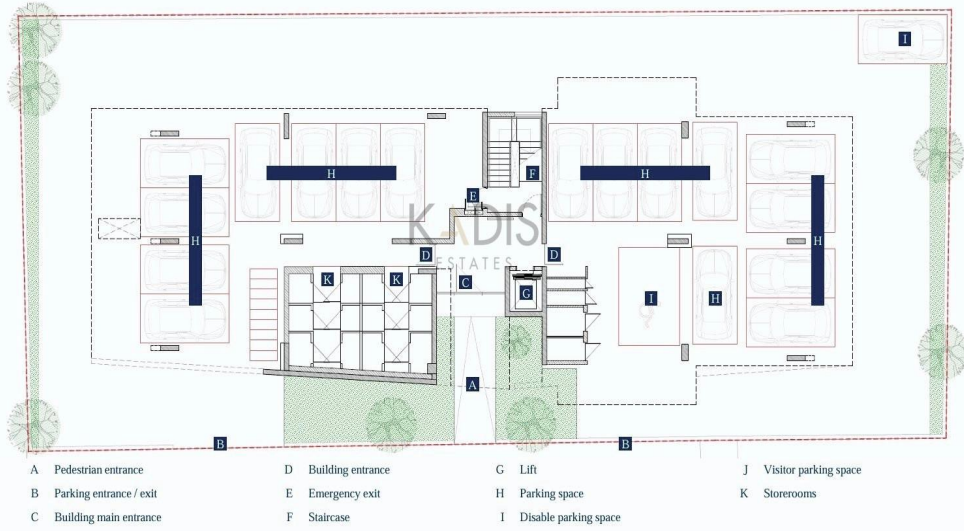 I
H
H
F
H
H
E
KADIS
ESTATES
D
D
K
K
C
G
I
H
A
B
B
A Pedestrian entrance
B Parking entrance / exit
C Building main entrance
D Building entrance
E Emergency exit
F Staircase
G Lift
H Parking space
I Disable parking space
J Visitor parking space
K Storerooms